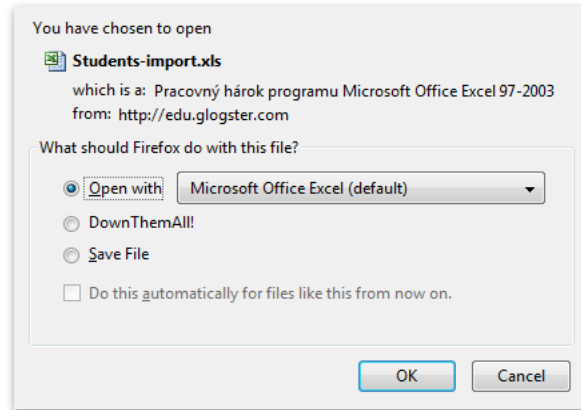 You have chosen to open
Students-import.xls
which is a: Pracovný hárok programu Microsoft Office Excel 97-2003
from: http://edu.glogster.com
What should Firefox do with this file?
Open with Microsoft Office Excel (default)
DownThemAll!
Save File
Do this automatically for files like this from now on.
OK Cancel